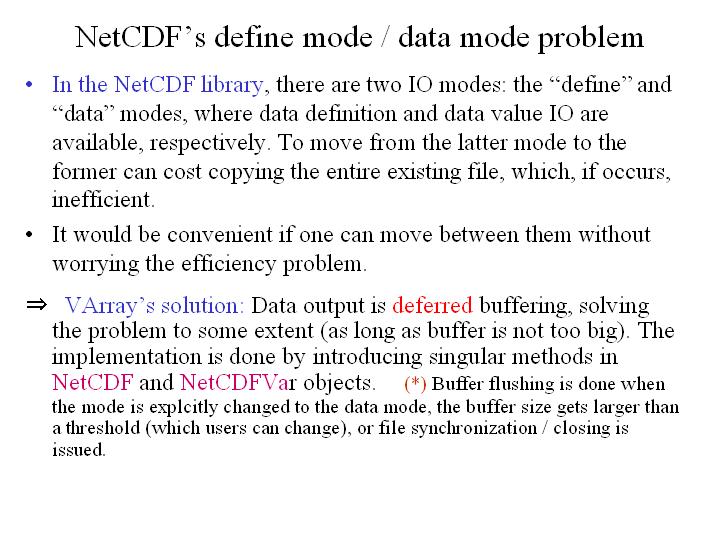 NetCDF’s define mode / data mode problem
• In the NetCDF library, there are two IO modes: the “define” and
“data” modes, where data definition and data value IO are
available, respectively. To move from the latter mode to the
former can cost copying the entire existing file, which, if occurs,
inefficient.
• It would be convenient if one can move between them without
worrying the efficiency problem.
⇒ VArray’s solution: Data output is deferred buffering, solving
the problem to some extent (as long as buffer is not too big). The
implementation is done by introducing singular methods in
NetCDF and NetCDFVar objects. (*) Buffer flushing is done when
the mode is explcitly changed to the data mode, the buffer size gets larger than
a threshold (which users can change), or file synchronization / closing is
issued.